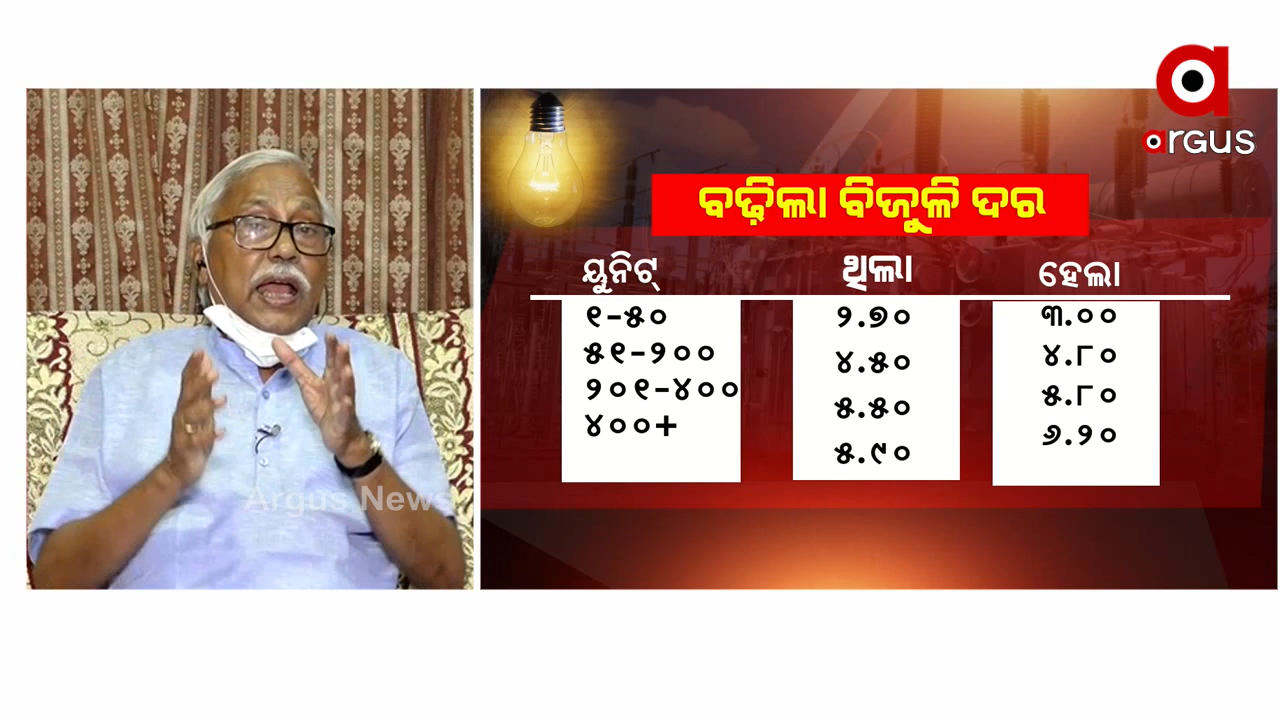 argus
ବଢ଼ିଲା ବିଜୁଳି ଦର
ୟୁନିଟ୍ ଥିଲା ହେଲା
୧-୫୦ ୨.୭୦ ୩.୦୦
୫୧-୨୦୦ ୪.୫୦ ୪.୮୦
୨୦୧-୪୦୦ ୫.୫୦ ୫.୮୦
୪୦୦+ ୫.୯୦ ୬.୨୦
Argus News